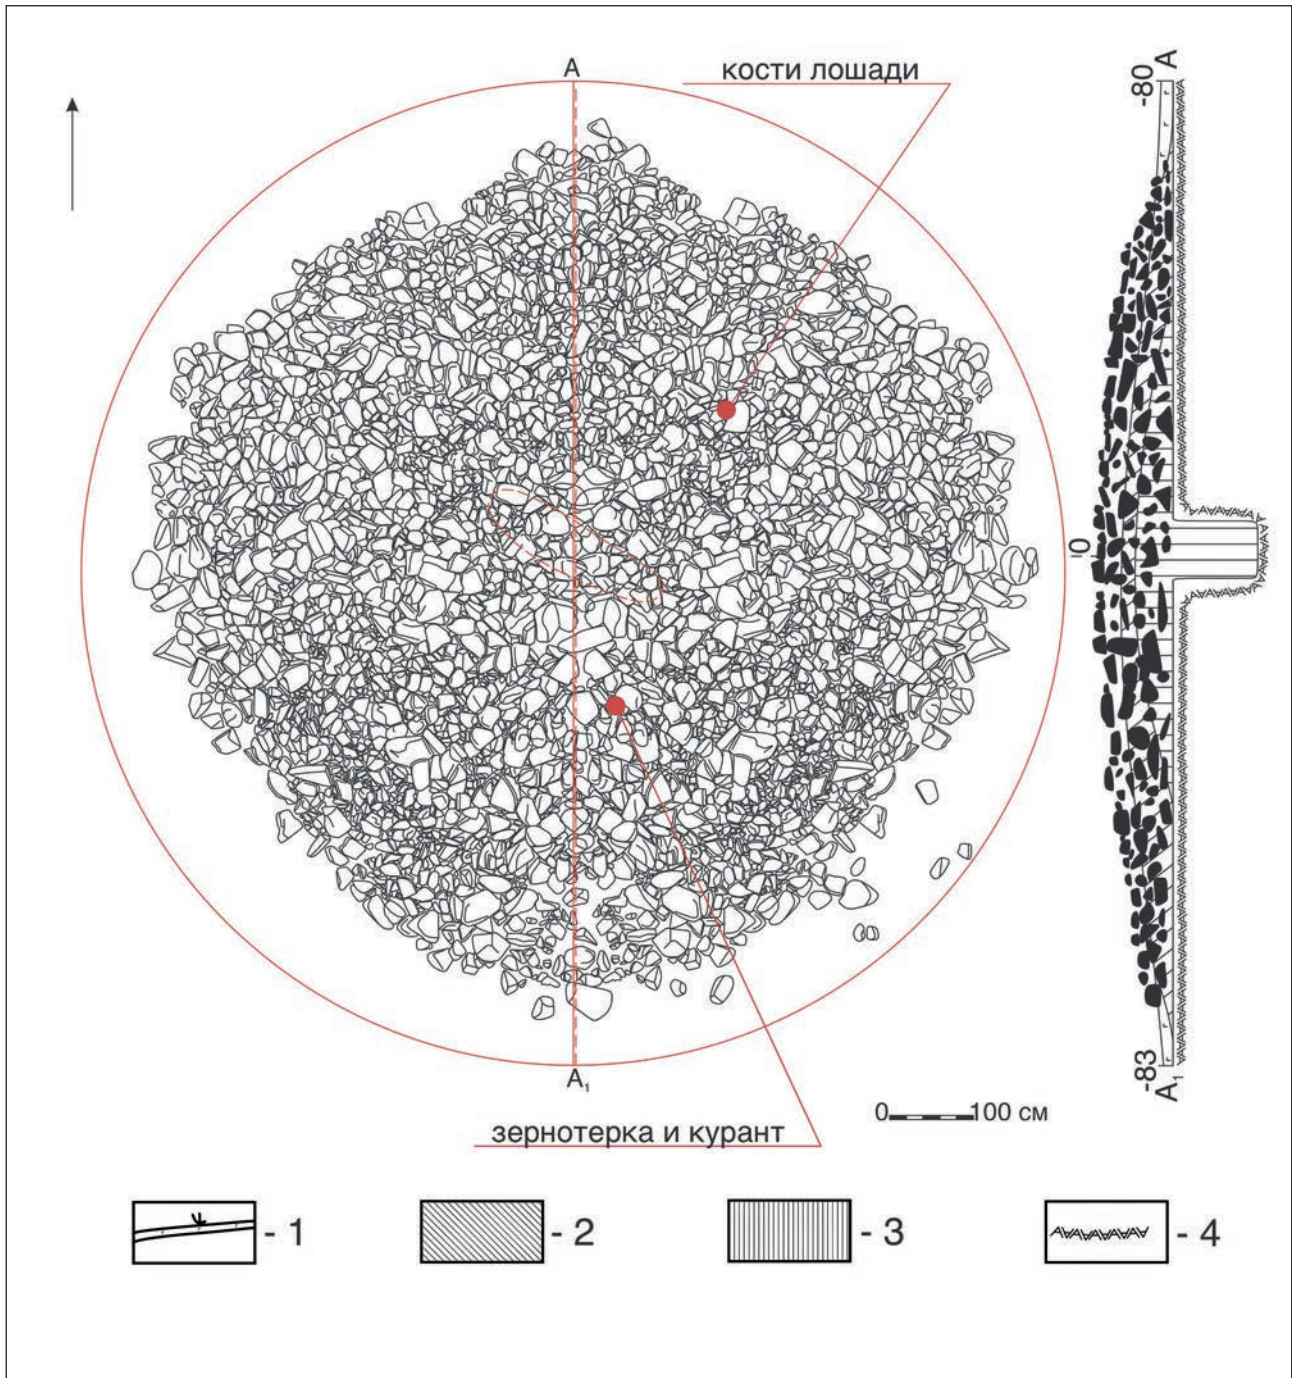 А
кости лошади
-80
А
0
-83
А₁
А₁
0 100 см
зернотерка и курант
- 1
- 2
- 3
- 4